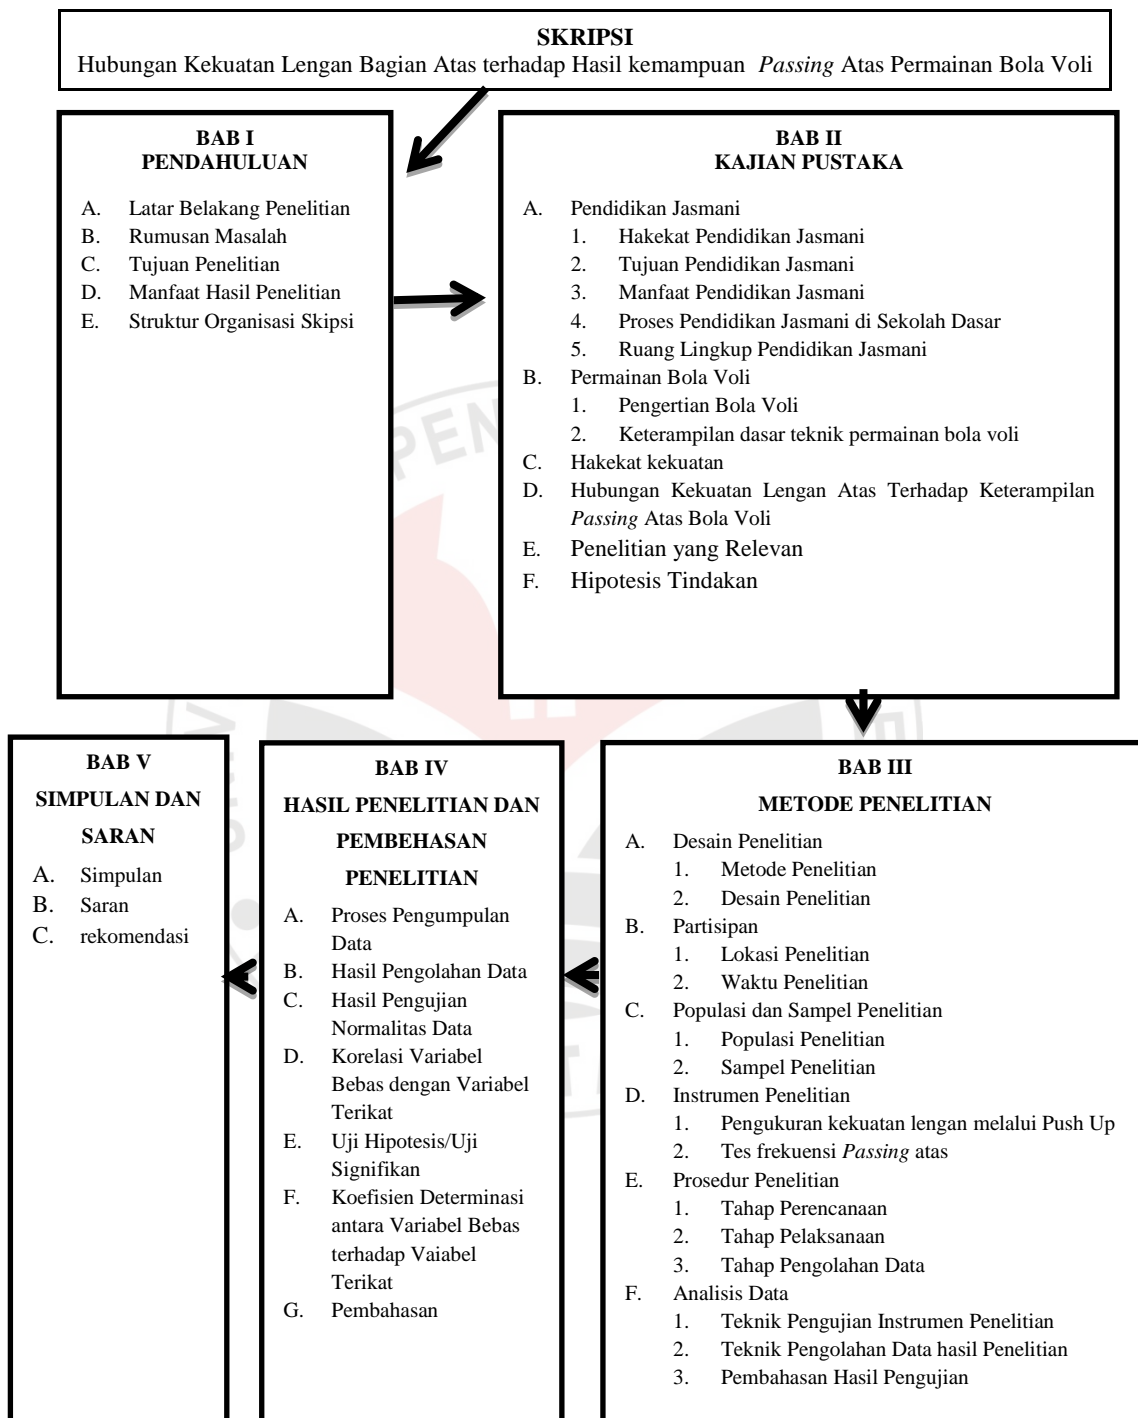 SKRIPSI
Hubungan Kekuatan Lengan Bagian Atas terhadap Hasil kemampuan Passing Atas Permainan Bola Voli
BAB I
PENDAHULUAN
A. Latar Belakang Penelitian
B. Rumusan Masalah
C. Tujuan Penelitian
D. Manfaat Hasil Penelitian
E. Struktur Organisasi Skipsi
BAB II
KAJIAN PUSTAKA
A. Pendidikan Jasmani
1. Hakekat Pendidikan Jasmani
2. Tujuan Pendidikan Jasmani
3. Manfaat Pendidikan Jasmani
4. Proses Pendidikan Jasmani di Sekolah Dasar
5. Ruang Lingkup Pendidikan Jasmani
B. Permainan Bola Voli
1. Pengertian Bola Voli
2. Keterampilan dasar teknik permainan bola voli
C. Hakekat kekuatan
D. Hubungan Kekuatan Lengan Atas Terhadap Keterampilan
Passing Atas Bola Voli
E. Penelitian yang Relevan
F. Hipotesis Tindakan
BAB III
METODE PENELITIAN
A. Desain Penelitian
1. Metode Penelitian
2. Desain Penelitian
B. Partisipan
1. Lokasi Penelitian
2. Waktu Penelitian
C. Populasi dan Sampel Penelitian
1. Populasi Penelitian
2. Sampel Penelitian
D. Instrumen Penelitian
1. Pengukuran kekuatan lengan melalui Push Up
2. Tes frekuensi Passing atas
E. Prosedur Penelitian
1. Tahap Perencanaan
2. Tahap Pelaksanaan
3. Tahap Pengolahan Data
F. Analisis Data
1. Teknik Pengujian Instrumen Penelitian
2. Teknik Pengolahan Data hasil Penelitian
3. Pembahasan Hasil Pengujian
BAB IV
HASIL PENELITIAN DAN
PEMBEHASAN
PENELITIAN
A. Proses Pengumpulan
Data
B. Hasil Pengolahan Data
C. Hasil Pengujian
Normalitas Data
D. Korelasi Variabel
Bebas dengan Variabel
Terikat
E. Uji Hipotesis/Uji
Signifikan
F. Koefisien Determinasi
antara Variabel Bebas
terhadap Vaiabel
Terikat
G. Pembahasan
BAB V
SIMPULAN DAN
SARAN
A. Simpulan
B. Saran
C. rekomendasi